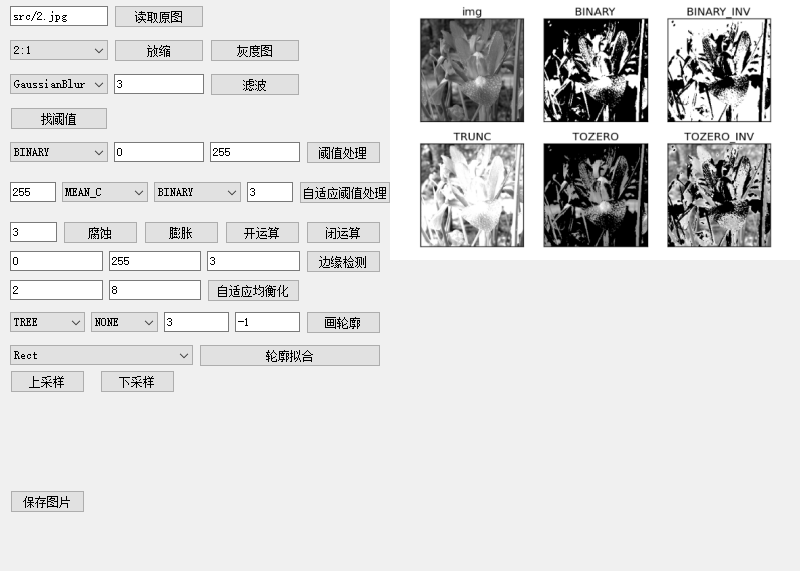 src/2.jpg 读取原图
2:1 放缩 灰度图
GaussianBlur 3 滤波
找阈值
BINARY 0 255 阈值处理
255 MEAN_C BINARY 3 自适应阈值处理
3 腐蚀 膨胀 开运算 闭运算
0 255 3 边缘检测
2 8 自适应均衡化
TREE NONE 3 -1 画轮廓
Rect 轮廓拟合
上采样 下采样
保存图片
img BINARY BINARY_INV
TRUNC TOZERO TOZERO_INV